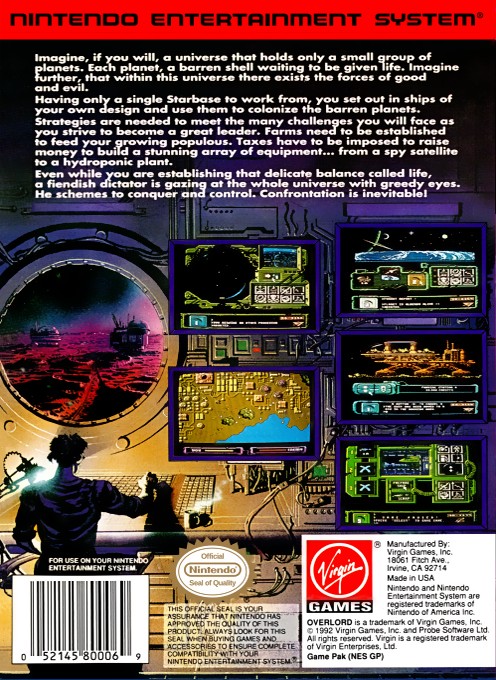 NINTENDO ENTERTAINMENT SYSTEM®
Imagine, if you will, a universe that holds only a small group of
planets. Each planet, a barren shell waiting to be given life. Imagine
further, that within this universe there exists the forces of good
and evil.
Having only a single Starbase to work from, you set out in ships of
your own design and use them to colonize the barren planets.
Strategies are needed to meet the many challenges you will face as
you strive to become a great leader. Farms need to be established
to feed your growing populous. Taxes have to be imposed to raise
money to build a stunning array of equipment... from a spy satellite
to a hydroponic plant.
Even while you are establishing that delicate balance called life,
a fiendish dictator is gazing at the whole universe with greedy eyes.
He schemes to conquer and control. Confrontation is inevitable!
FOR USE ON YOUR NINTENDO
ENTERTAINMENT SYSTEM.
0 52145 80006 9
Official
Nintendo
Seal of Quality
THIS OFFICIAL SEAL IS YOUR
ASSURANCE THAT NINTENDO HAS
APPROVED THE QUALITY OF THIS
PRODUCT. ALWAYS LOOK FOR THIS
SEAL WHEN BUYING GAMES AND
ACCESSORIES TO ENSURE COMPLETE
COMPATIBILITY WITH YOUR
NINTENDO ENTERTAINMENT SYSTEM.®
Virgin®
GAMES
Manufactured By:
Virgin Games, Inc.
18061 Fitch Ave.,
Irvine, CA 92714
Made in USA
Nintendo and Nintendo
Entertainment System are
registered trademarks of
Nintendo of America Inc.
OVERLORD is a trademark of Virgin Games, Inc.
© 1992 Virgin Games, Inc. and Probe Software Ltd.
All rights reserved. Virgin is a registered trademark
of Virgin Enterprises, Ltd.
Game Pak (NES GP)